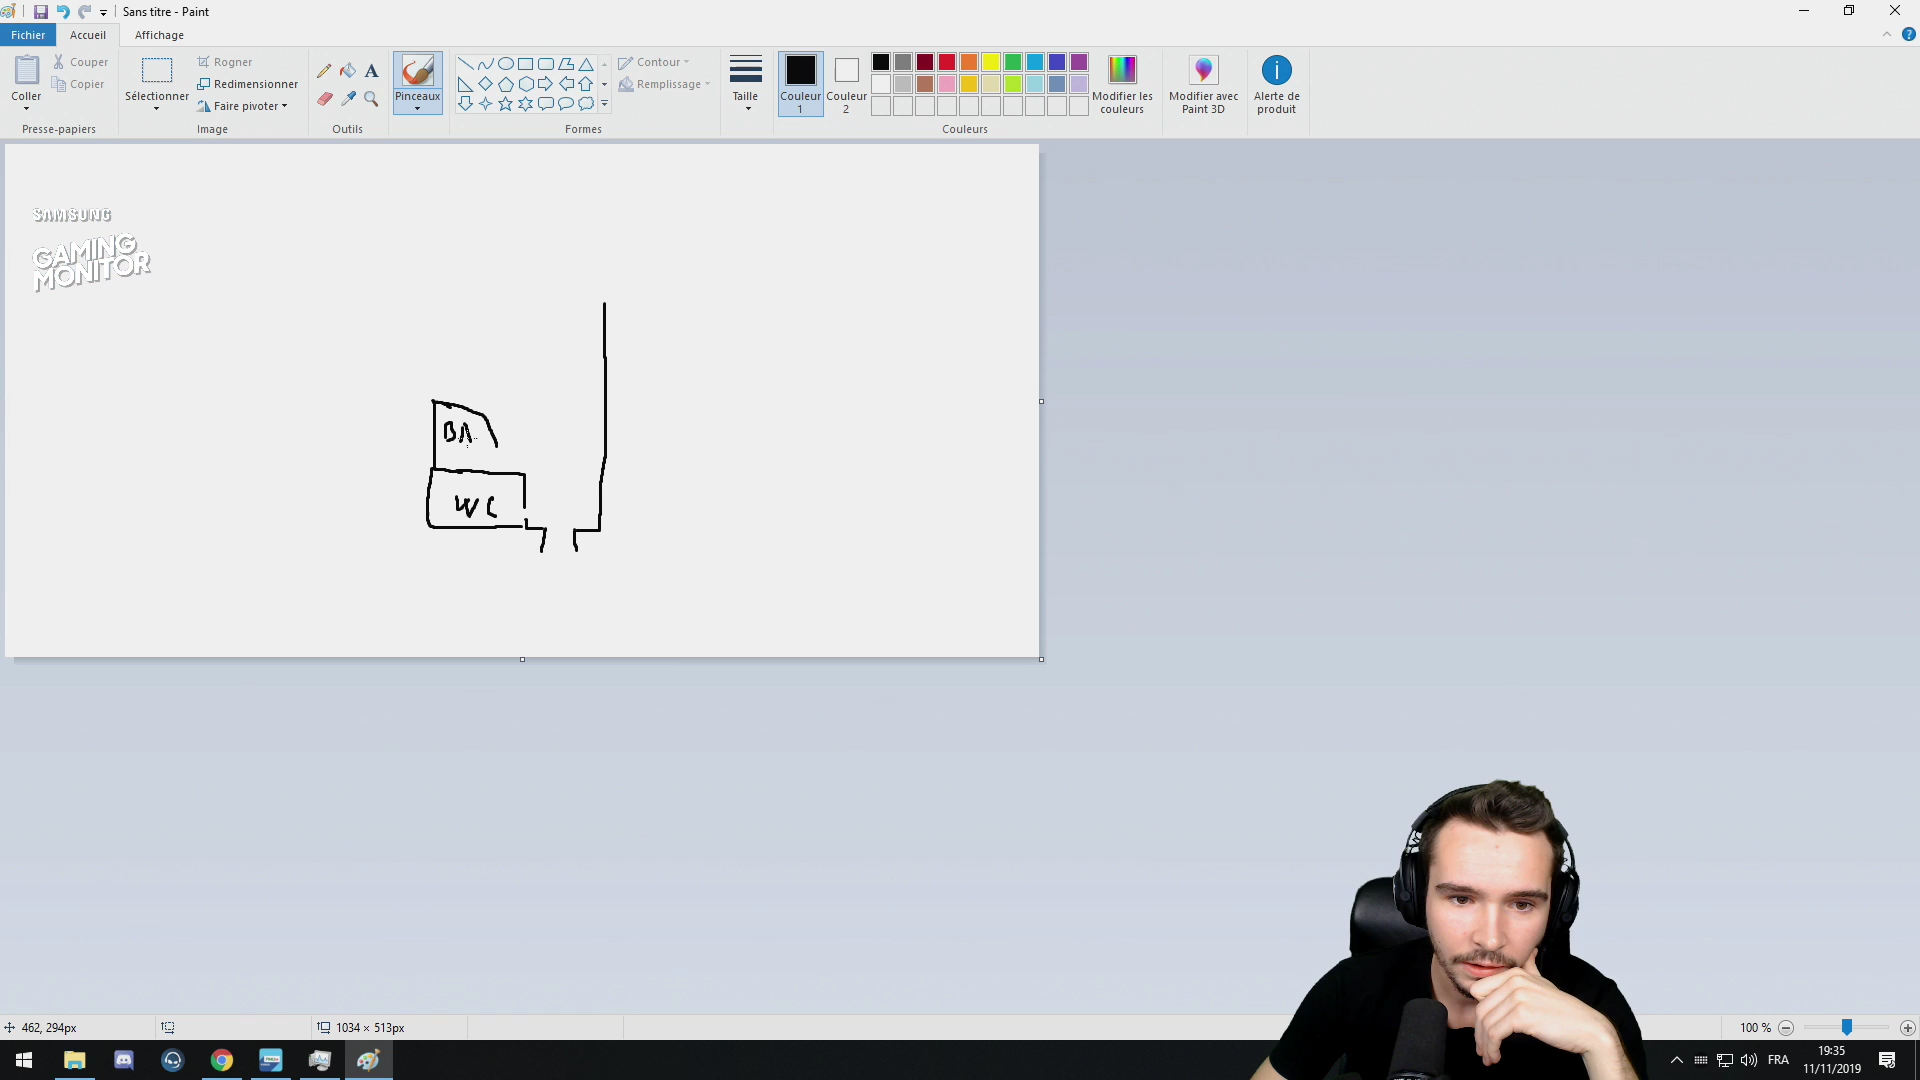 Sans titre - Paint
Fichier Accueil Affichage
Coller
Couper
Copier
Presse-papiers
Sélectionner
Rogner
Redimensionner
Faire pivoter
Image
Outils
Pinceaux
Formes
Contour
Remplissage
Taille
Couleur 1
Couleur 2
Couleurs
Modifier les couleurs
Modifier avec Paint 3D
Alerte de produit
SAMSUNG
GAMING
MONITOR
BA
WC
462, 294px
1034 × 513px
100 %
FRA
19:35
11/11/2019